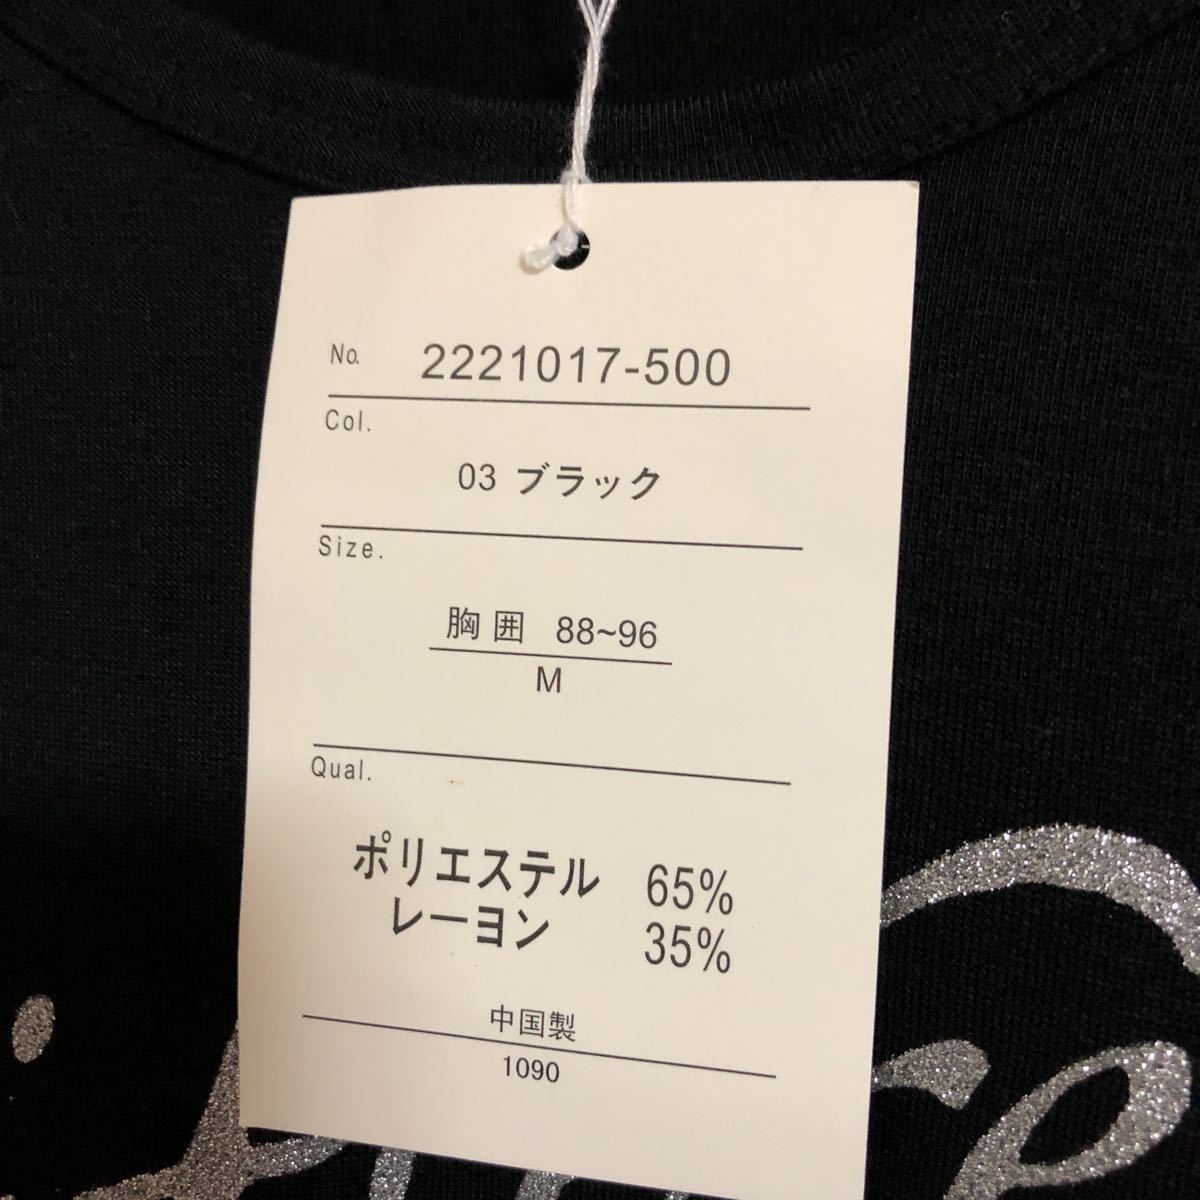 No. 2221017-500
Col.
03 ブラック
Size.
胸囲 88~96
M
Qual.
ポリエステル 65%
レーヨン 35%
中国製
1090